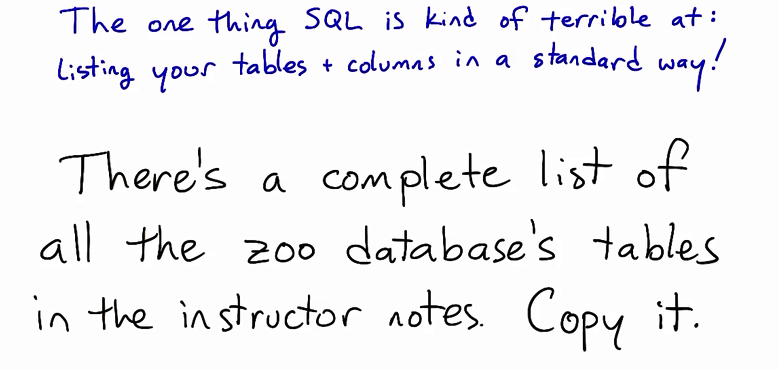 The one thing SQL is kind of terrible at:
Listing your tables + columns in a standard way!
There's a complete list of
all the zoo database's tables
in the instructor notes. Copy it.